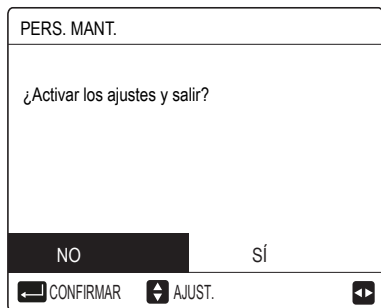 PERS. MANT.
¿Activar los ajustes y salir?
NO SÍ
CONFIRMAR AJUST.